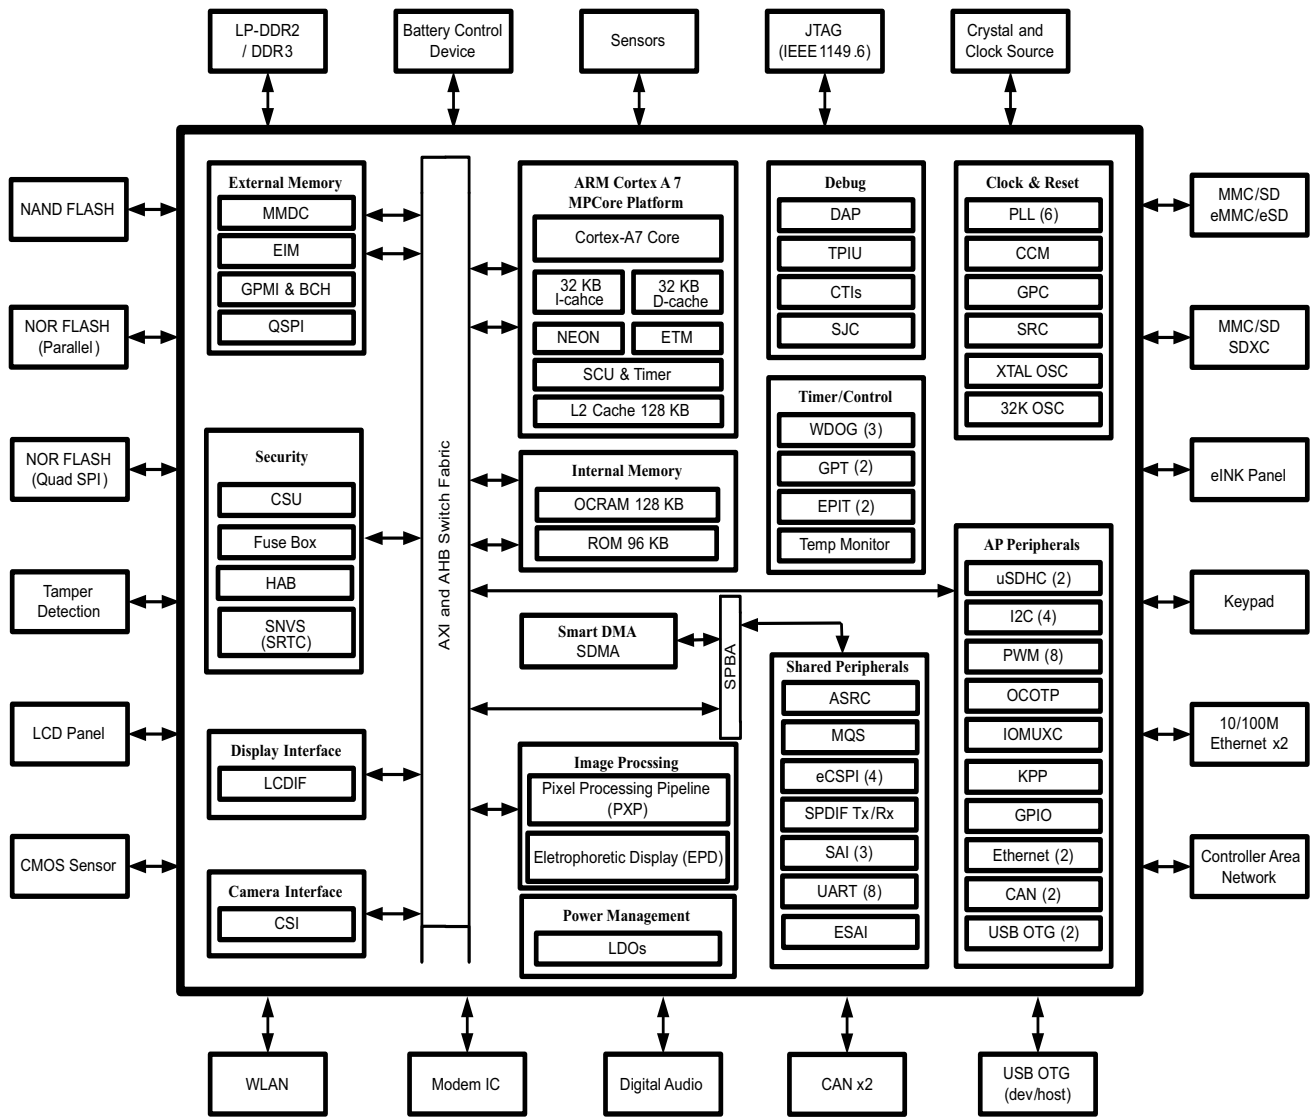 LP-DDR2
/ DDR3
Battery Control
Device
Sensors
JTAG
(IEEE 1149.6)
Crystal and
Clock Source
NAND FLASH
NOR FLASH
(Parallel)
NOR FLASH
(Quad SPI)
Tamper
Detection
LCD Panel
CMOS Sensor
External Memory
MMDC
EIM
GPMI & BCH
QSPI
Security
CSU
Fuse Box
HAB
SNVS
(SRTC)
Display Interface
LCDIF
Camera Interface
CSI
AXI and AHB Switch Fabric
ARM Cortex A 7
MPCore Platform
Cortex-A7 Core
32 KB
I-cahce
32 KB
D-cache
NEON
ETM
SCU & Timer
L2 Cache 128 KB
Internal Memory
OCRAM 128 KB
ROM 96 KB
Smart DMA
SDMA
SPBA
Image Procssing
Pixel Processing Pipeline
(PXP)
Eletrophoretic Display (EPD)
Power Management
LDOs
Debug
DAP
TPIU
CTIs
SJC
Timer/Control
WDOG (3)
GPT (2)
EPIT (2)
Temp Monitor
Shared Peripherals
ASRC
MQS
eCSPI (4)
SPDIF Tx/Rx
SAI (3)
UART (8)
ESAI
Clock & Reset
PLL (6)
CCM
GPC
SRC
XTAL OSC
32K OSC
AP Peripherals
uSDHC (2)
I2C (4)
PWM (8)
OCOTP
IOMUXC
KPP
GPIO
Ethernet (2)
CAN (2)
USB OTG (2)
MMC/SD
eMMC/eSD
MMC/SD
SDXC
eINK Panel
Keypad
10/100M
Ethernet x2
Controller Area
Network
WLAN
Modem IC
Digital Audio
CAN x2
USB OTG
(dev/host)